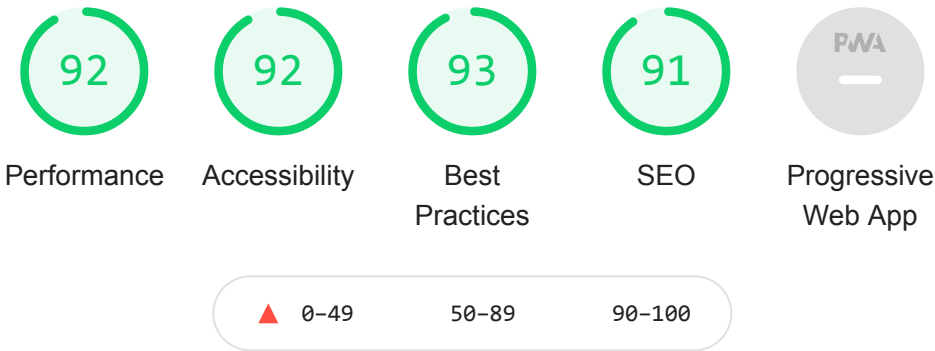 92
92
93
91
PWA
Performance
Accessibility
Best
Practices
SEO
Progressive
Web App
0–49
50–89
90–100